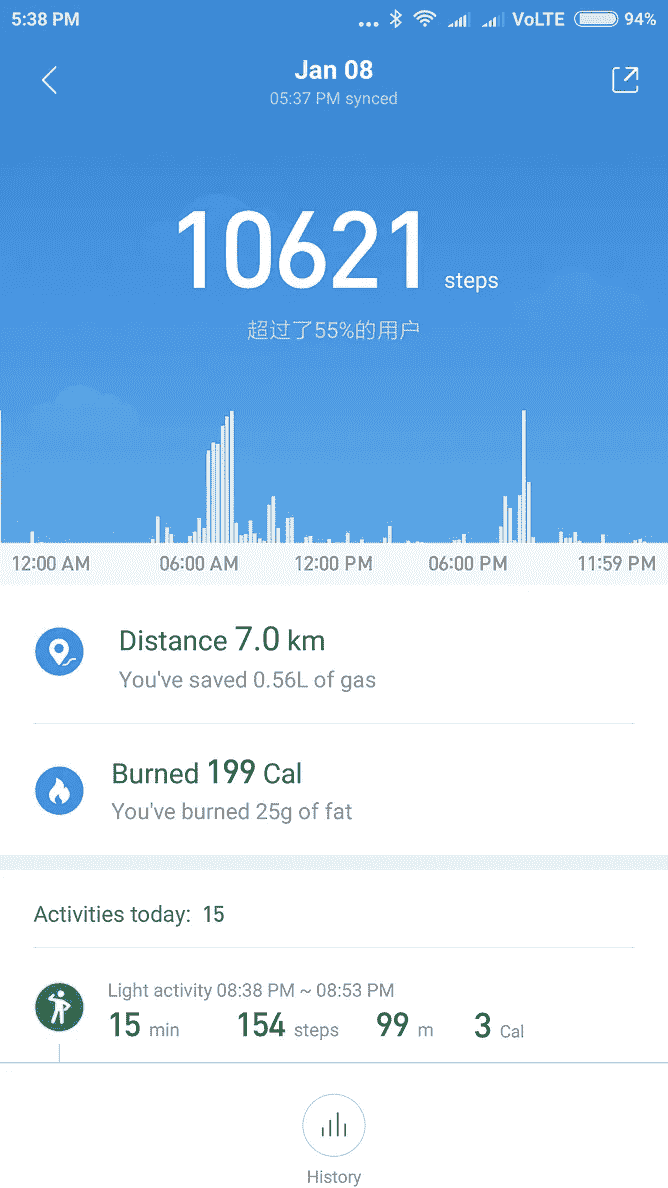 5:38 PM ... VoLTE 94%
Jan 08
05:37 PM synced
10621 steps
超过了55%的用户
12:00 AM 06:00 AM 12:00 PM 06:00 PM 11:59 PM
Distance 7.0 km
You've saved 0.56L of gas
Burned 199 Cal
You've burned 25g of fat
Activities today: 15
Light activity 08:38 PM ~ 08:53 PM
15 min 154 steps 99 m 3 Cal
History